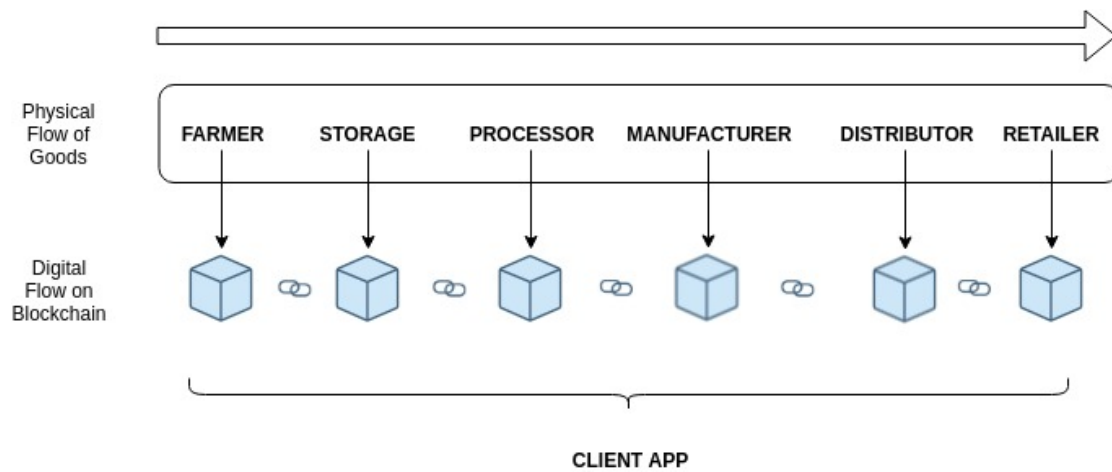 Physical
Flow of
Goods
FARMER STORAGE PROCESSOR MANUFACTURER DISTRIBUTOR RETAILER
Digital
Flow on
Blockchain
CLIENT APP